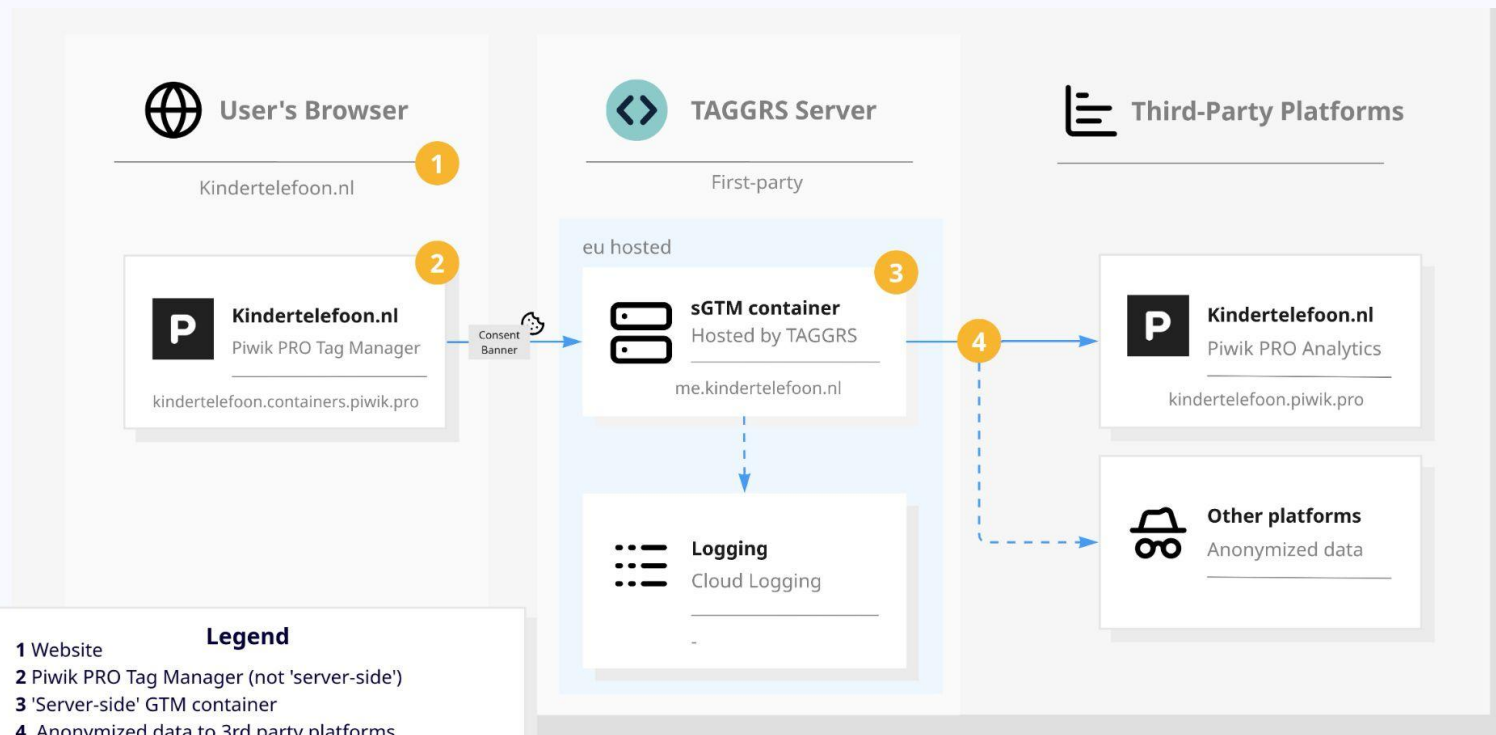 User's Browser
1
Kindertelefoon.nl
2
P
Kindertelefoon.nl
Piwik PRO Tag Manager
kindertelefoon.containers.piwik.pro
Consent
Banner
TAGGRS Server
First-party
eu hosted
3
sGTM container
Hosted by TAGGRS
me.kindertelefoon.nl
Logging
Cloud Logging
-
4
Third-Party Platforms
P
Kindertelefoon.nl
Piwik PRO Analytics
kindertelefoon.piwik.pro
Other platforms
Anonymized data
Legend
1 Website
2 Piwik PRO Tag Manager (not 'server-side')
3 'Server-side' GTM container
4 Anonymized data to 3rd party platforms